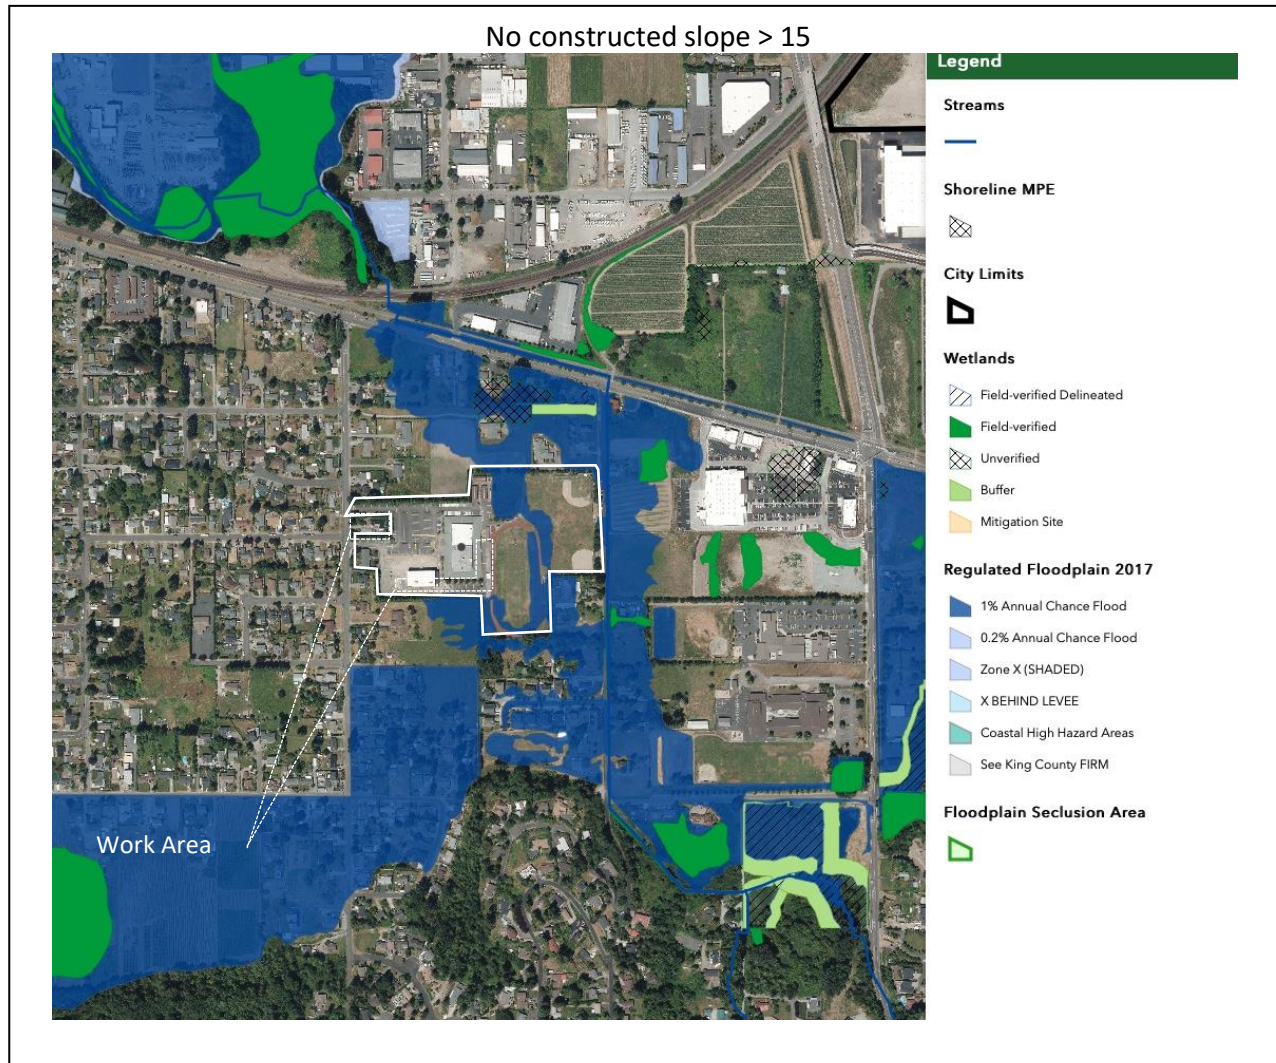 No constructed slope > 15
Legend
Streams
Shoreline MPE
City Limits
Wetlands
Field-verified Delineated
Field-verified
Unverified
Buffer
Mitigation Site
Regulated Floodplain 2017
1% Annual Chance Flood
0.2% Annual Chance Flood
Zone X (SHADED)
X BEHIND LEVEE
Coastal High Hazard Areas
See King County FIRM
Floodplain Seclusion Area
Work Area